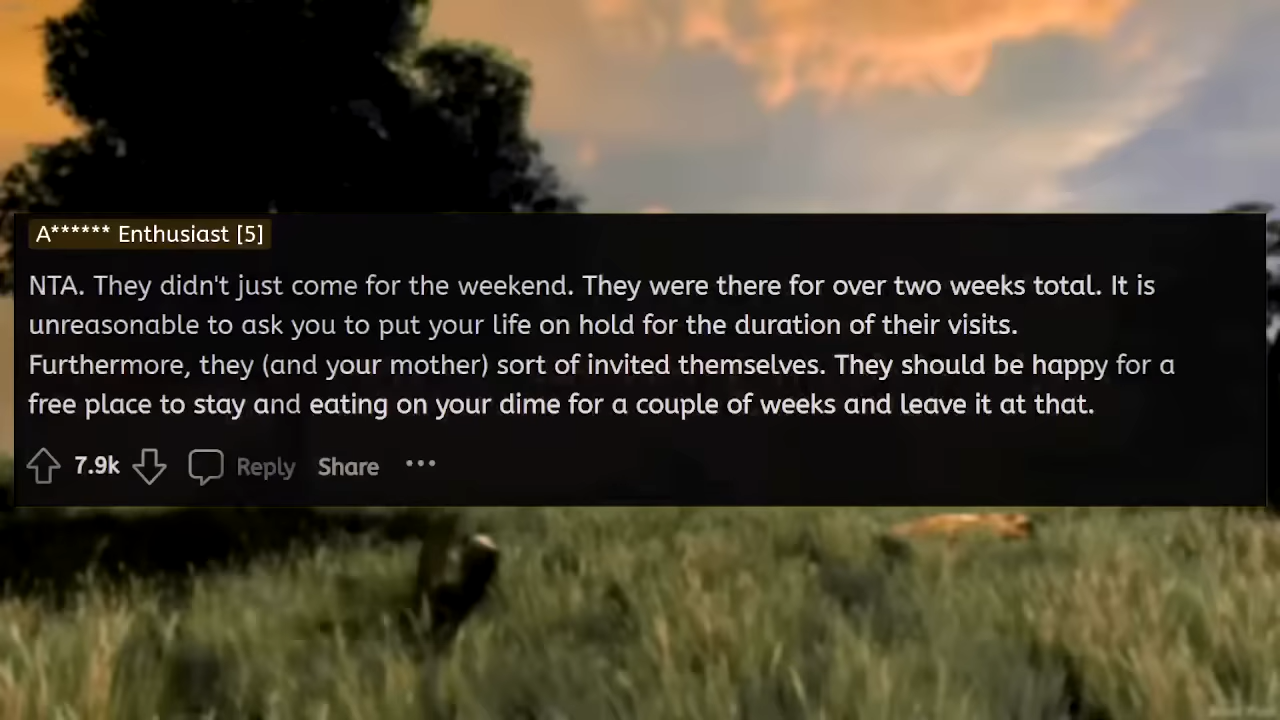 A****** Enthusiast [5]
NTA. They didn't just come for the weekend. They were there for over two weeks total. It is
unreasonable to ask you to put your life on hold for the duration of their visits.
Furthermore, they (and your mother) sort of invited themselves. They should be happy for a
free place to stay and eating on your dime for a couple of weeks and leave it at that.
7.9k Reply Share •••